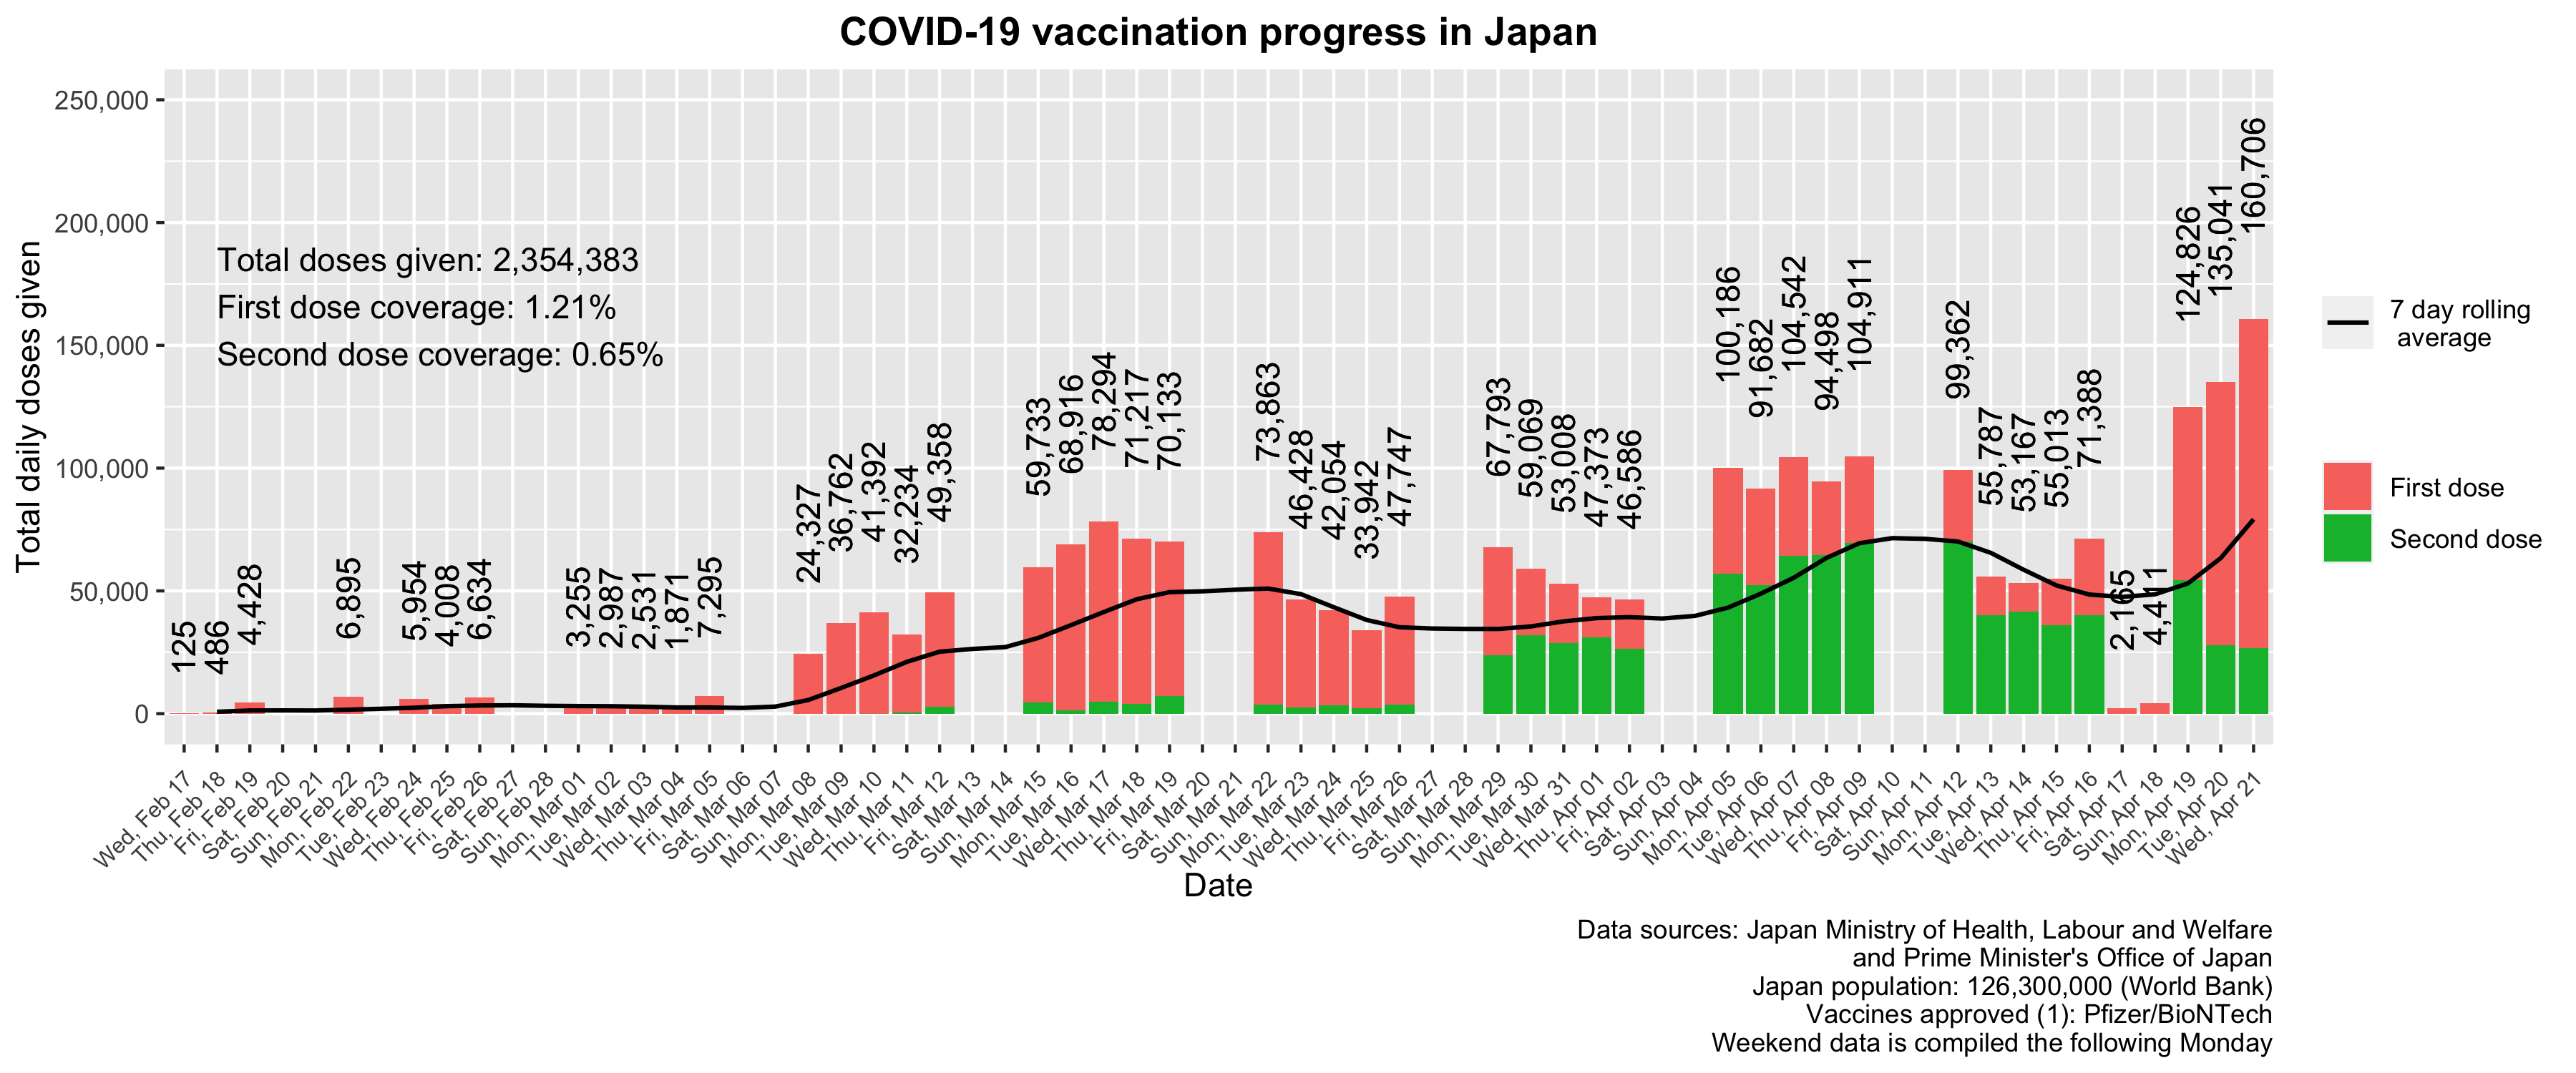 COVID-19 vaccination progress in Japan
Total daily doses given
250,000
200,000
150,000
100,000
50,000
0
Total doses given: 2,354,383
First dose coverage: 1.21%
Second dose coverage: 0.65%
125
486
4,428
6,895
5,954
4,008
6,634
3,255
2,987
2,531
1,871
7,295
24,327
36,762
41,392
32,234
49,358
59,733
68,916
78,294
71,217
70,133
73,863
46,428
42,054
33,942
47,747
67,793
59,069
53,008
47,373
46,586
100,186
91,682
104,542
94,498
104,911
99,362
55,787
53,167
55,013
71,388
2,165
4,411
124,826
135,041
160,706
Wed, Feb 17
Thu, Feb 18
Fri, Feb 19
Sat, Feb 20
Sun, Feb 21
Mon, Feb 22
Tue, Feb 23
Wed, Feb 24
Thu, Feb 25
Fri, Feb 26
Sat, Feb 27
Sun, Feb 28
Mon, Mar 01
Tue, Mar 02
Wed, Mar 03
Thu, Mar 04
Fri, Mar 05
Sat, Mar 06
Sun, Mar 07
Mon, Mar 08
Tue, Mar 09
Wed, Mar 10
Thu, Mar 11
Fri, Mar 12
Sat, Mar 13
Sun, Mar 14
Mon, Mar 15
Tue, Mar 16
Wed, Mar 17
Thu, Mar 18
Fri, Mar 19
Sat, Mar 20
Sun, Mar 21
Mon, Mar 22
Tue, Mar 23
Wed, Mar 24
Thu, Mar 25
Fri, Mar 26
Sat, Mar 27
Sun, Mar 28
Mon, Mar 29
Tue, Mar 30
Wed, Mar 31
Thu, Apr 01
Fri, Apr 02
Sat, Apr 03
Sun, Apr 04
Mon, Apr 05
Tue, Apr 06
Wed, Apr 07
Thu, Apr 08
Fri, Apr 09
Sat, Apr 10
Sun, Apr 11
Mon, Apr 12
Tue, Apr 13
Wed, Apr 14
Thu, Apr 15
Fri, Apr 16
Sat, Apr 17
Sun, Apr 18
Mon, Apr 19
Tue, Apr 20
Wed, Apr 21
Date
7 day rolling
average
First dose
Second dose
Data sources: Japan Ministry of Health, Labour and Welfare
and Prime Minister's Office of Japan
Japan population: 126,300,000 (World Bank)
Vaccines approved (1): Pfizer/BioNTech
Weekend data is compiled the following Monday